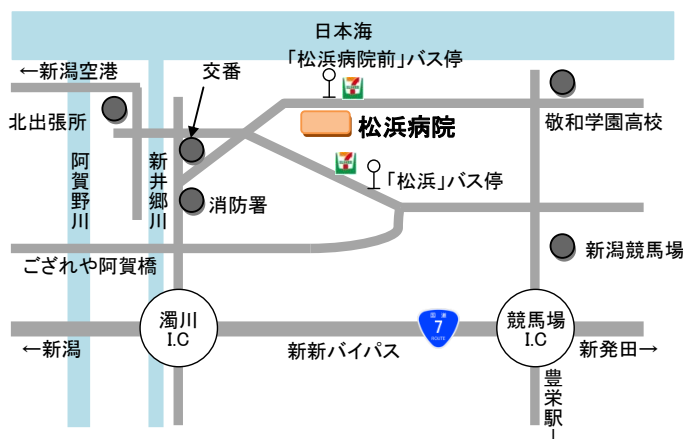 日本海
←新潟空港
交番
「松浜病院前」バス停
北出張所
松浜病院
敬和学園高校
阿賀野川
新井郷川
「松浜」バス停
消防署
新潟競馬場
ござれや阿賀橋
濁川
I.C
国道
7
ROUTE
競馬場
I.C
←新潟
新新バイパス
新発田→
豊栄駅